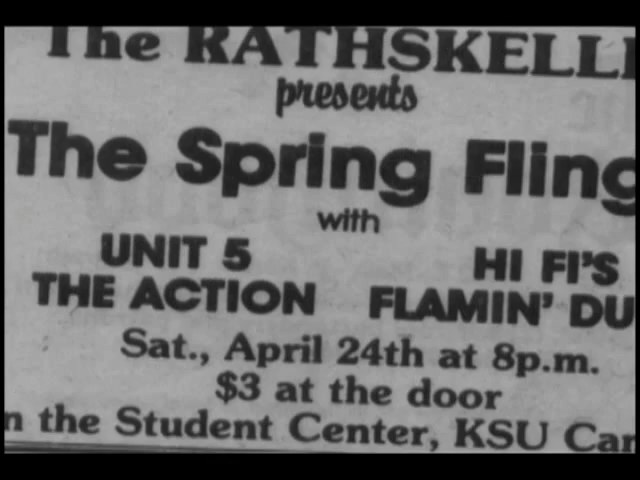 The RATHSKELL
presents
The Spring Fling
with
UNIT 5 HI FI'S
THE ACTION FLAMIN' DU
Sat., April 24th at 8p.m.
$3 at the door
n the Student Center, KSU Cam